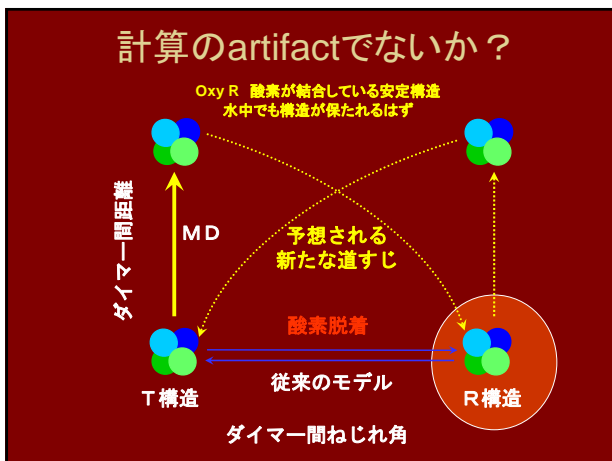 計算のartifactでないか？
Oxy R 酸素が結合している安定構造
水中でも構造が保たれるはず
ダイマー間距離
ＭＤ
予想される
新たな道すじ
酸素脱着
従来のモデル
Ｔ構造
Ｒ構造
ダイマー間ねじれ角